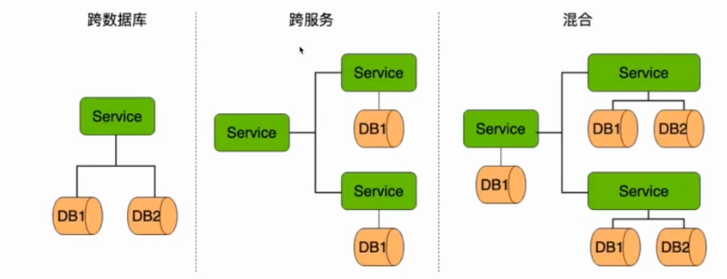 跨数据库
跨服务
混合
Service
DB1
DB2
Service
Service
DB1
Service
DB1
Service
DB1
Service
DB1
DB2
Service
DB1
DB2